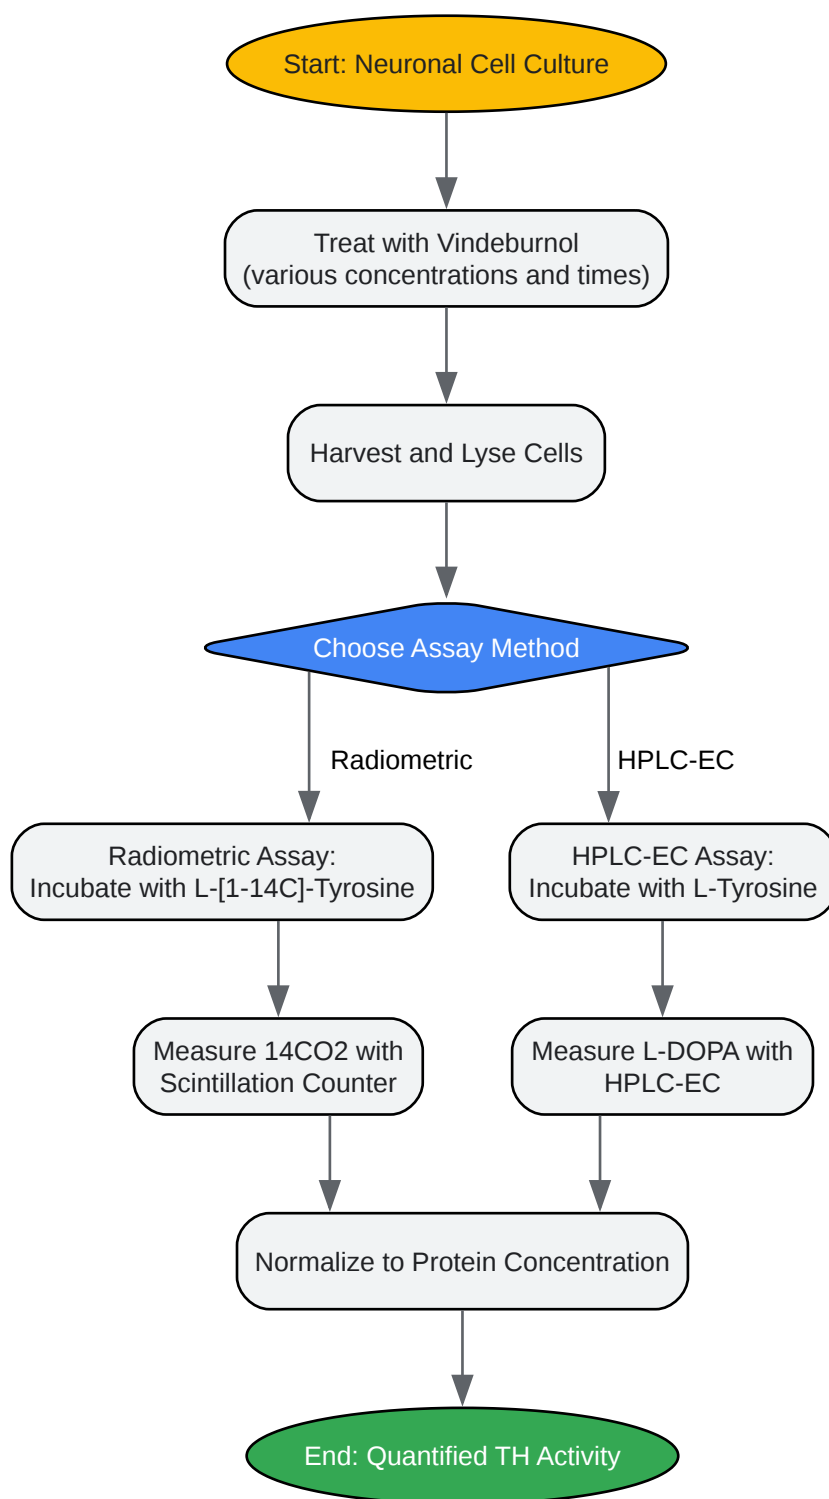 Start: Neuronal Cell Culture
Treat with Vindeburnol
(various concentrations and times)
Harvest and Lyse Cells
Choose Assay Method
Radiometric
HPLC-EC
Radiometric Assay:
Incubate with L-[1-14C]-Tyrosine
HPLC-EC Assay:
Incubate with L-Tyrosine
Measure 14CO2 with
Scintillation Counter
Measure L-DOPA with
HPLC-EC
Normalize to Protein Concentration
End: Quantified TH Activity